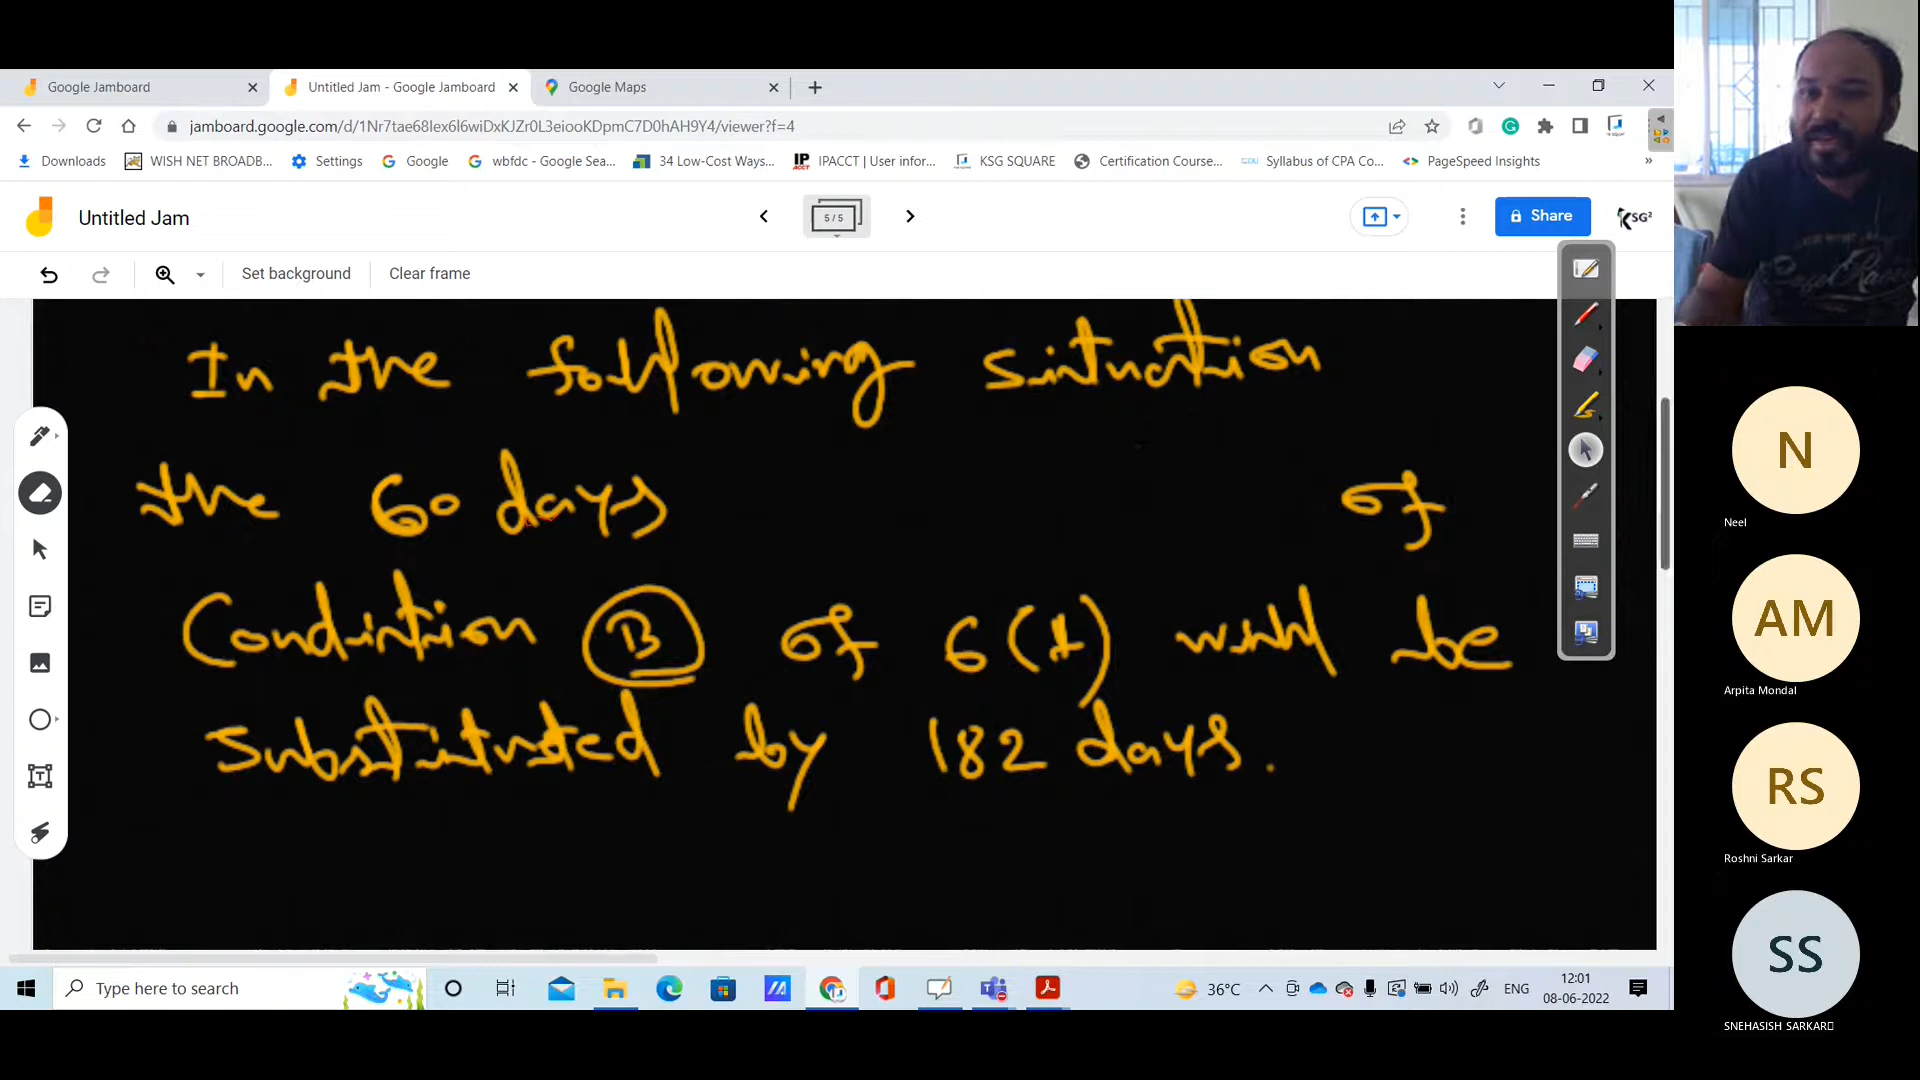 Google Jamboard
Untitled Jam - Google Jamboard
Google Maps
jamboard.google.com/d/1Nr7tae68lex6l6wiDxKJZr0L3eiooKDpmC7D0hAH9Y4/viewer?f=4
Downloads WISH NET BROADB... Settings Google wbfdc - Google Sea... 34 Low-Cost Ways... IPACCT | User infor... KSG SQUARE Certification Course... Syllabus of CPA Co... PageSpeed Insights »
Untitled Jam
5 / 5
Share
KSG²
Set background Clear frame
In the following situation
the 60 days of
Condintion B of 6(1) will be
substituted by 182 days.
N
Neel
AM
Arpita Mondal
RS
Roshni Sarkar
SS
SNEHASISH SARKAR
Type here to search
36°C
ENG
12:01
08-06-2022